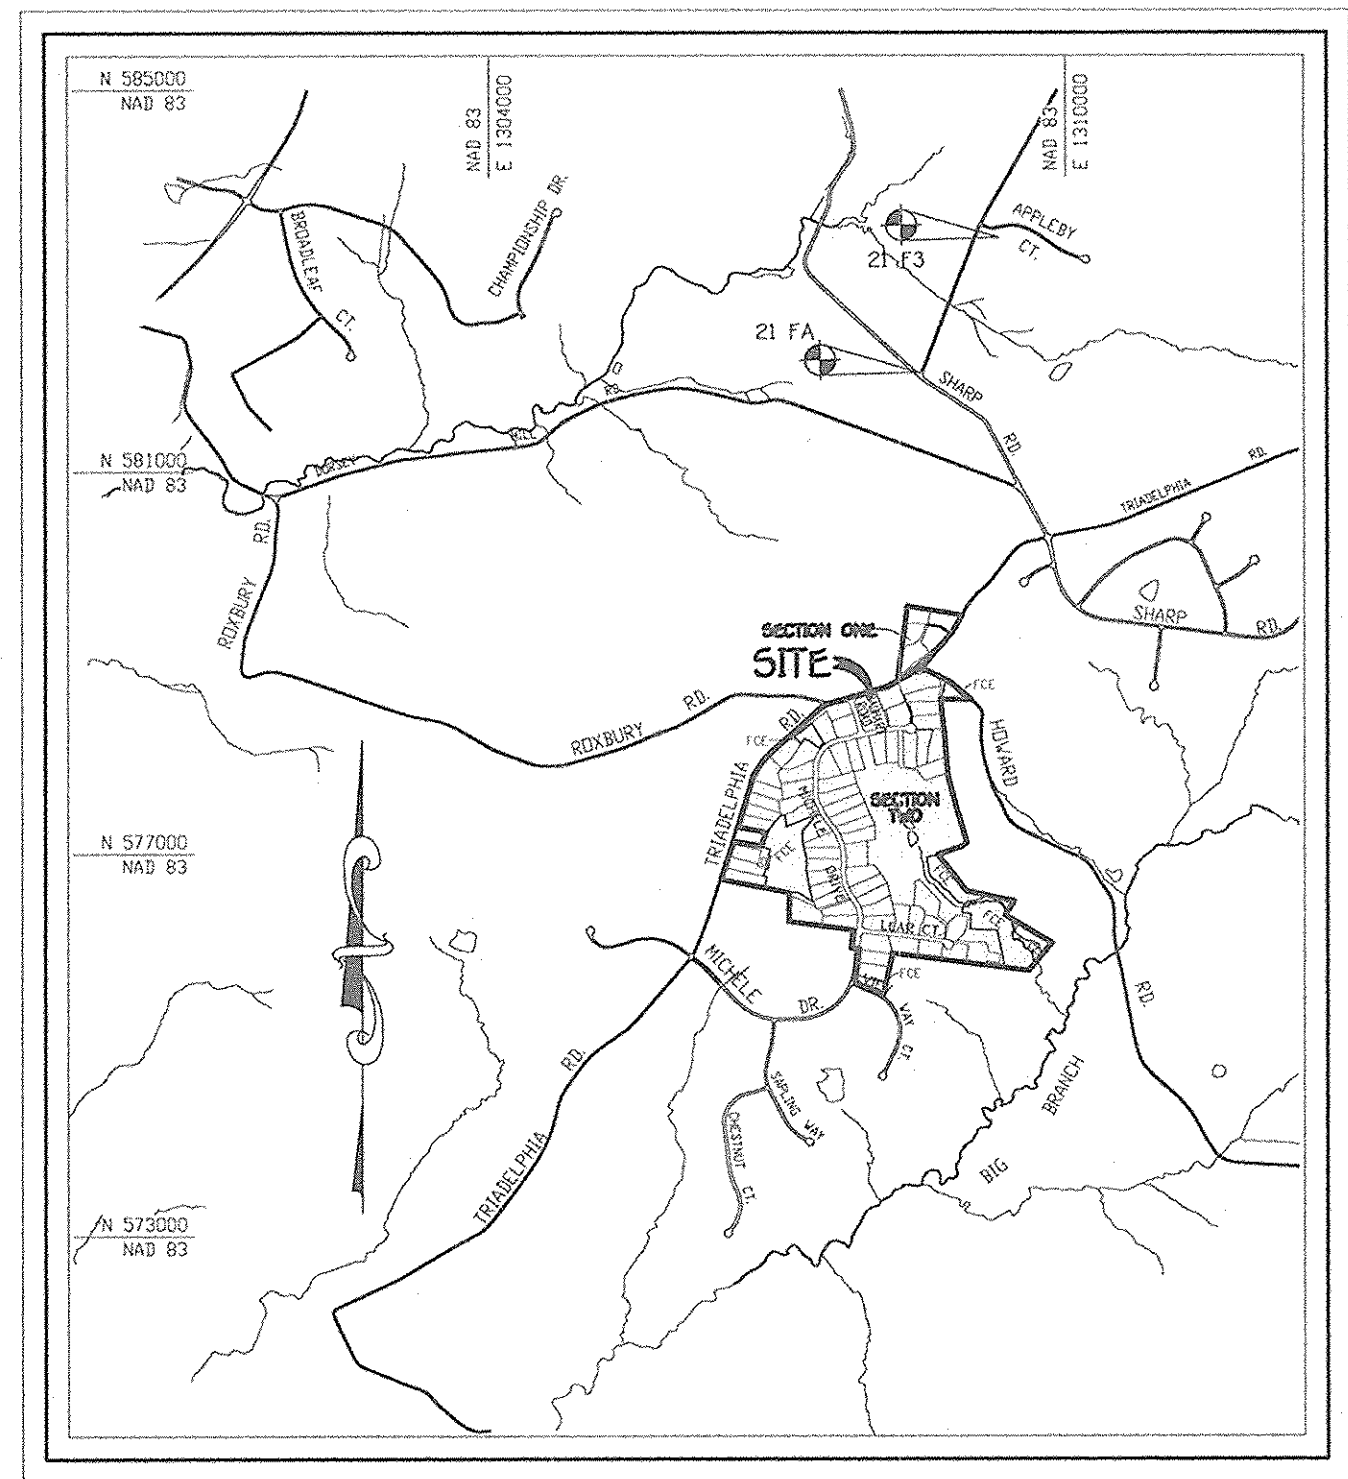 N 585000
NAD 83
NAD 83
E 1304000
NAD 83
E 1310000
BROADLEAF
CT.
CHAMPIONSHIP DR.
APPLEBY
CT.
21 F3
21 FA
SHARP
RD.
RD.
MILL
DORSEY
N 581000
NAD 83
TRIADELPHIA
RD.
RD.
ROXBURY
SECTION ONE
SITE
SHARP
RD.
FCE
ROXBURY
RD.
RD.
FCE
TRIADELPHIA
HOWARD
MICHELE
DRIVE
SECTION
TWO
N 577000
NAD 83
FCE
FCE
FCE
LUAR CT.
MICHELE
DR.
FCE
WAY
CT.
RD.
RD.
SAPLING WAY
CHESTNUT
CT.
BIG
BRANCH
TRIADELPHIA
N 573000
NAD 83